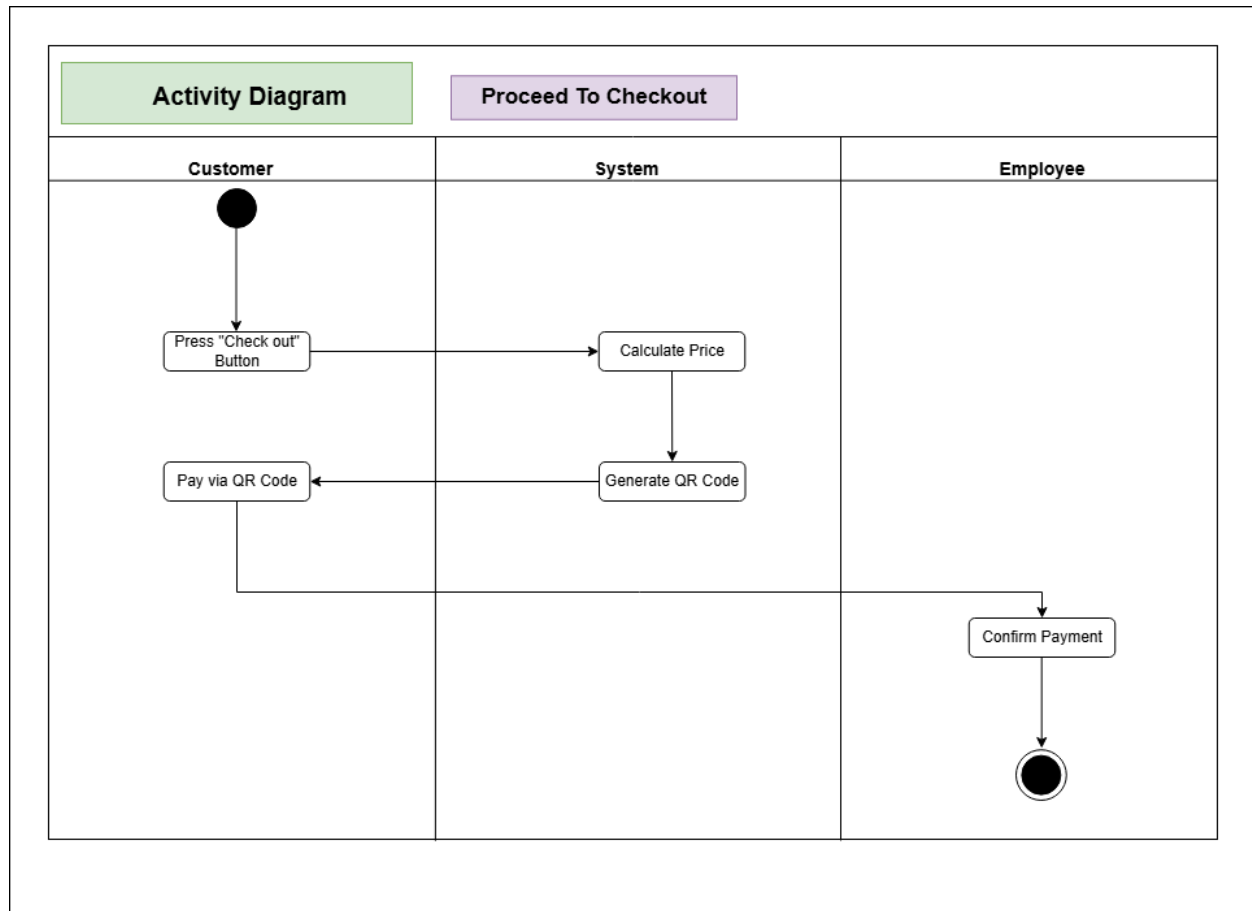 Activity Diagram
Proceed To Checkout
Customer
System
Employee
Press "Check out"
Button
Calculate Price
Pay via QR Code
Generate QR Code
Confirm Payment